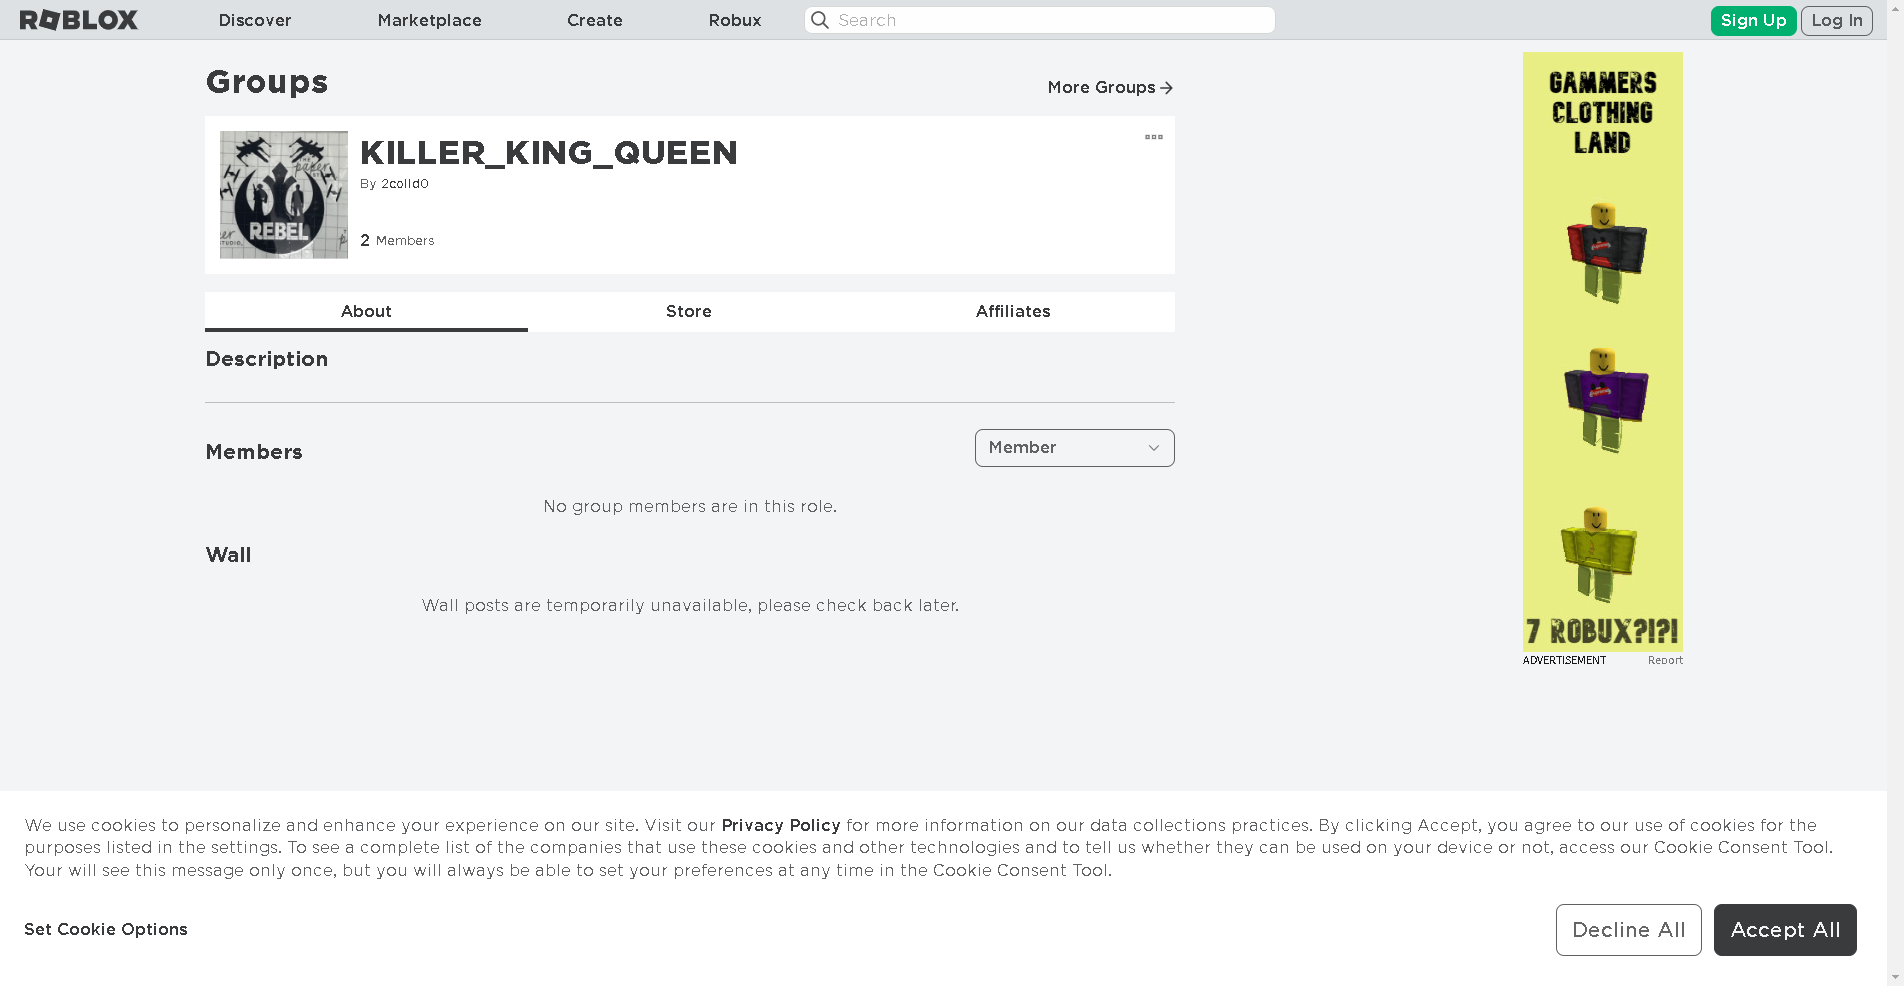 ROBLOX
Discover
Marketplace
Create
Robux
Search
Sign Up
Log In
Groups
More Groups
KILLER_KING_QUEEN
By 2colld0
2 Members
REBEL
About
Store
Affiliates
Description
Members
Member
No group members are in this role.
Wall
Wall posts are temporarily unavailable, please check back later.
GAMMERS
CLOTHING
LAND
7 ROBUX?!?!
ADVERTISEMENT
Report
We use cookies to personalize and enhance your experience on our site. Visit our Privacy Policy for more information on our data collections practices. By clicking Accept, you agree to our use of cookies for the
purposes listed in the settings. To see a complete list of the companies that use these cookies and other technologies and to tell us whether they can be used on your device or not, access our Cookie Consent Tool.
Your will see this message only once, but you will always be able to set your preferences at any time in the Cookie Consent Tool.
Set Cookie Options
Decline All
Accept All